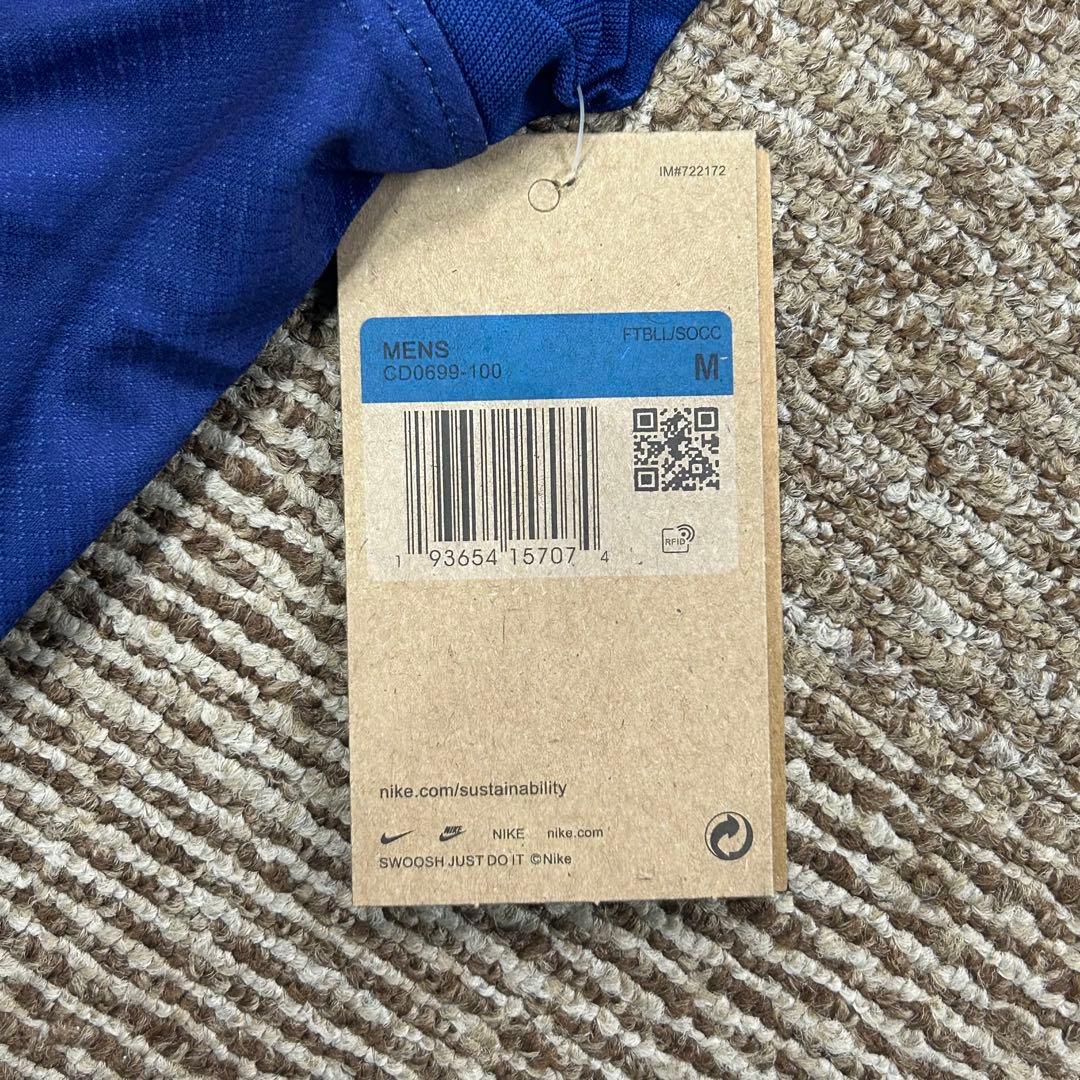 IM#722172
FTBLL/SOCC
MENS
CD0699-100
M
1 93654 15707 4
RFID
nike.com/sustainability
NIKE NIKE nike.com
SWOOSH JUST DO IT ©Nike